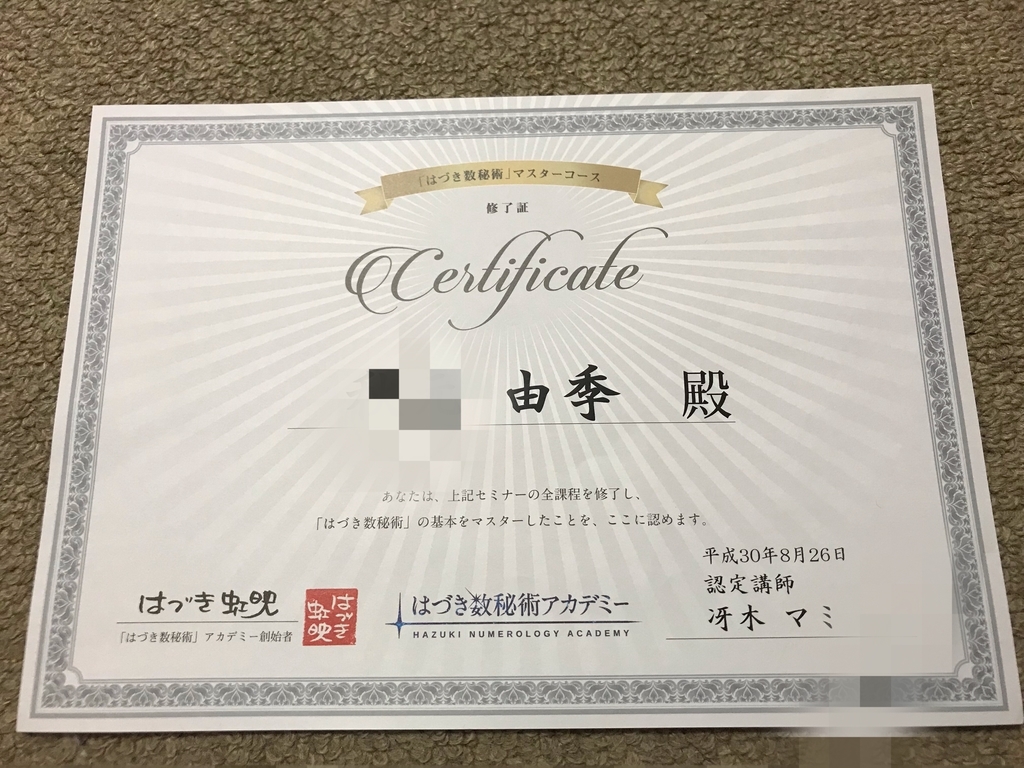 「はづき数秘術」マスターコース
修了証
Certificate
由季 殿
あなたは、上記セミナーの全課程を修了し、
「はづき数秘術」の基本をマスターしたことを、ここに認めます。
平成30年8月26日
認定講師
冴木 マミ
はづき虹映
「はづき数秘術」アカデミー創始者
はづき
虹映
はづき数秘術アカデミー
HAZUKI NUMEROLOGY ACADEMY